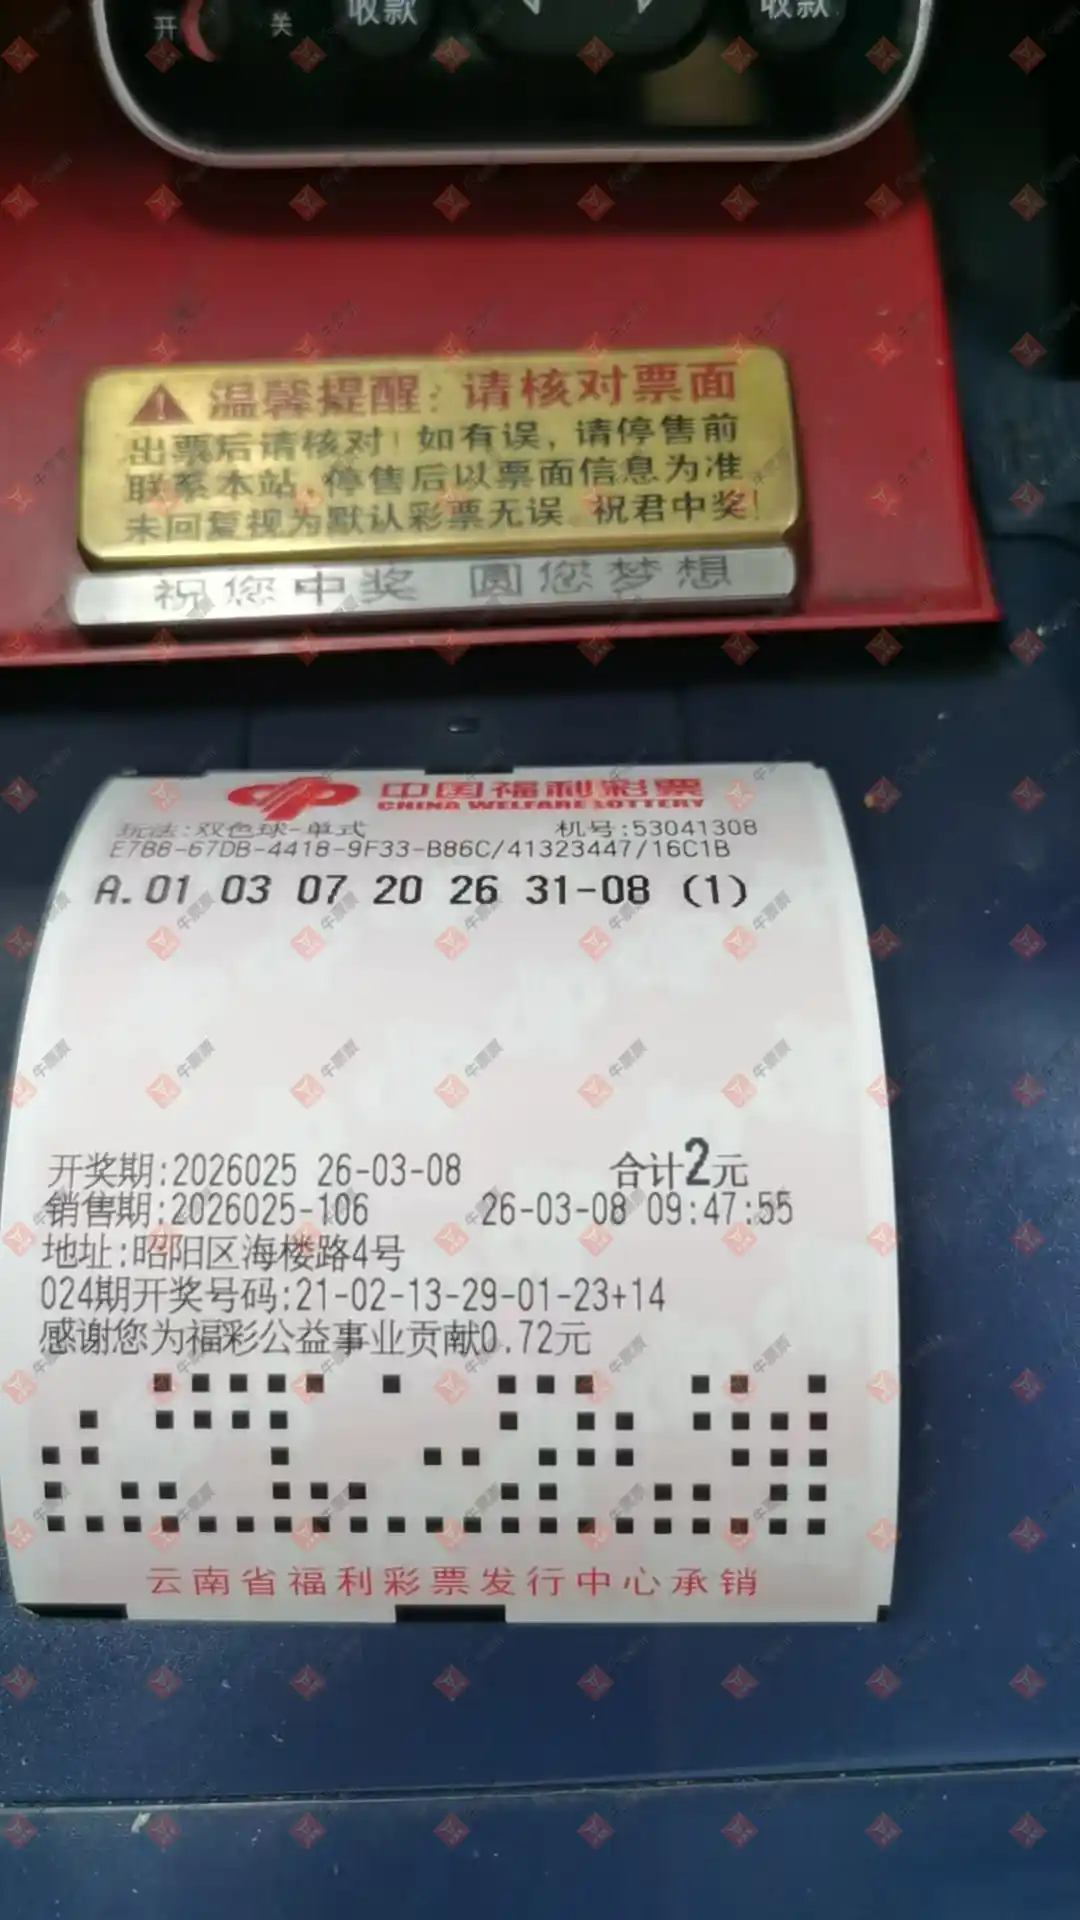 开 关 收款 收款
温馨提醒：请核对票面
出票后请核对！如有误，请停售前
联系本站，停售后以票面信息为准
未回复视为默认彩票无误 祝君中奖！
祝您中奖 圆您梦想
中国福利彩票
CHINA WELFARE LOTTERY
玩法:双色球-单式 机号:53041308
E7B8-67DB-4418-9F33-B86C/41323447/16C1B
A.01 03 07 20 26 31-08 (1)
开奖期:2026025 26-03-08 合计2元
销售期:2026025-106 26-03-08 09:47:55
地址:昭阳区海楼路4号
024期开奖号码:21-02-13-29-01-23+14
感谢您为福彩公益事业贡献0.72元
云南省福利彩票发行中心承销
牛票票